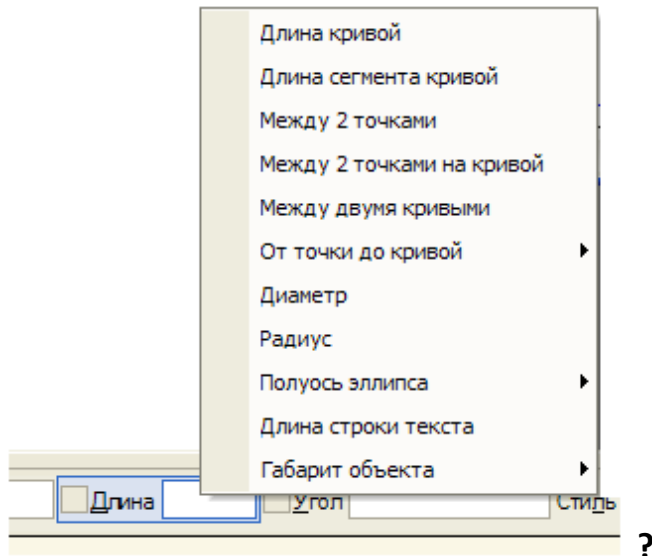 Длина кривой
Длина сегмента кривой
Между 2 точками
Между 2 точками на кривой
Между двумя кривыми
От точки до кривой
Диаметр
Радиус
Полуось эллипса
Длина строки текста
Габарит объекта
Длина Угол Стиль
?